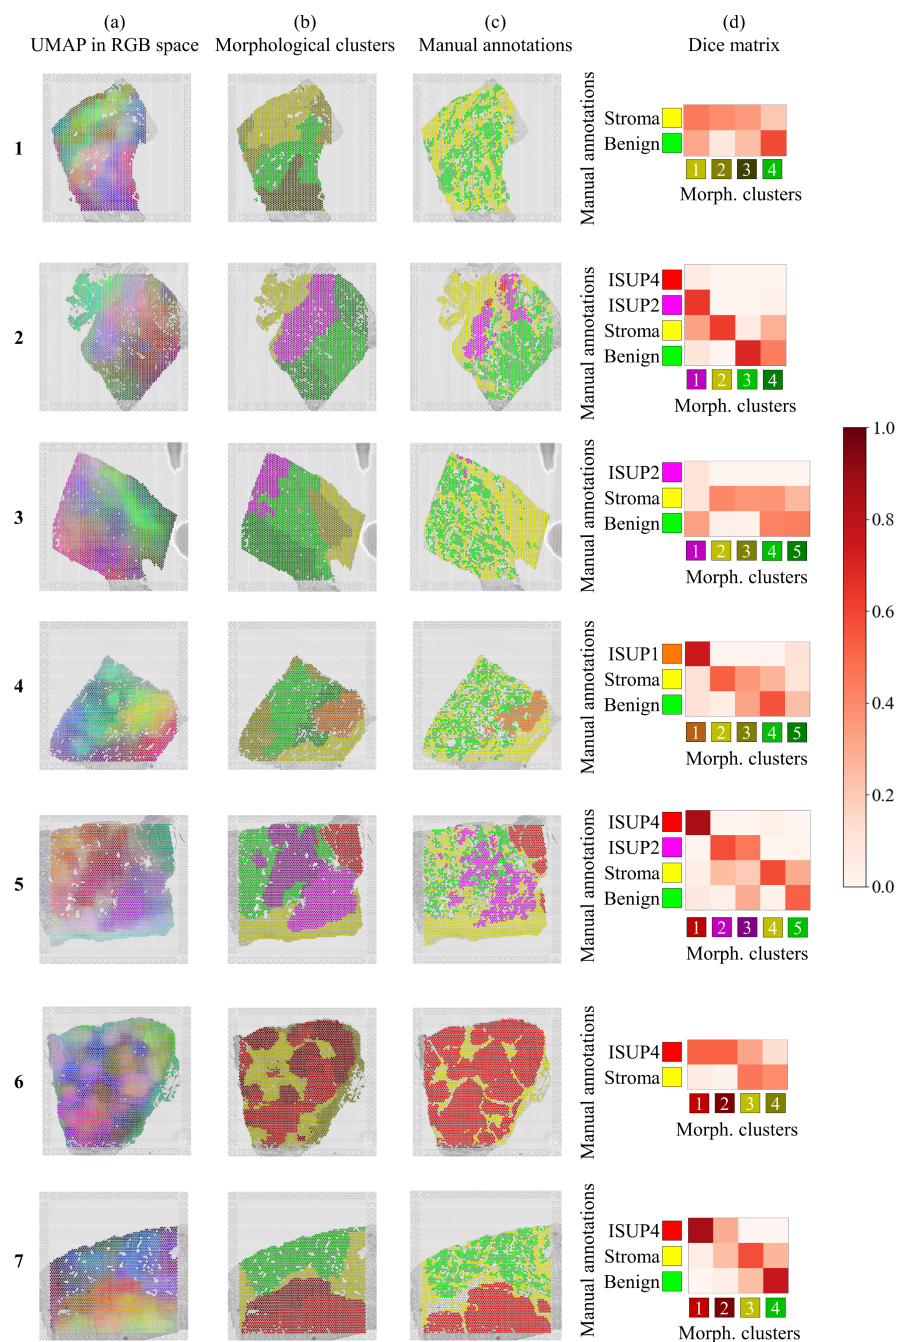 (a) (b) (c) (d)
UMAP in RGB space Morphological clusters Manual annotations Dice matrix
1
Manual annotations
Stroma
Benign
1 2 3 4
Morph. clusters
2
Manual annotations
ISUP4
ISUP2
Stroma
Benign
1 2 3 4
Morph. clusters
3
Manual annotations
ISUP2
Stroma
Benign
1 2 3 4 5
Morph. clusters
4
Manual annotations
ISUP1
Stroma
Benign
1 2 3 4 5
Morph. clusters
5
Manual annotations
ISUP4
ISUP2
Stroma
Benign
1 2 3 4 5
Morph. clusters
6
Manual annotations
ISUP4
Stroma
1 2 3 4
Morph. clusters
7
Manual annotations
ISUP4
Stroma
Benign
1 2 3 4
Morph. clusters
1.0
0.8
0.6
0.4
0.2
0.0